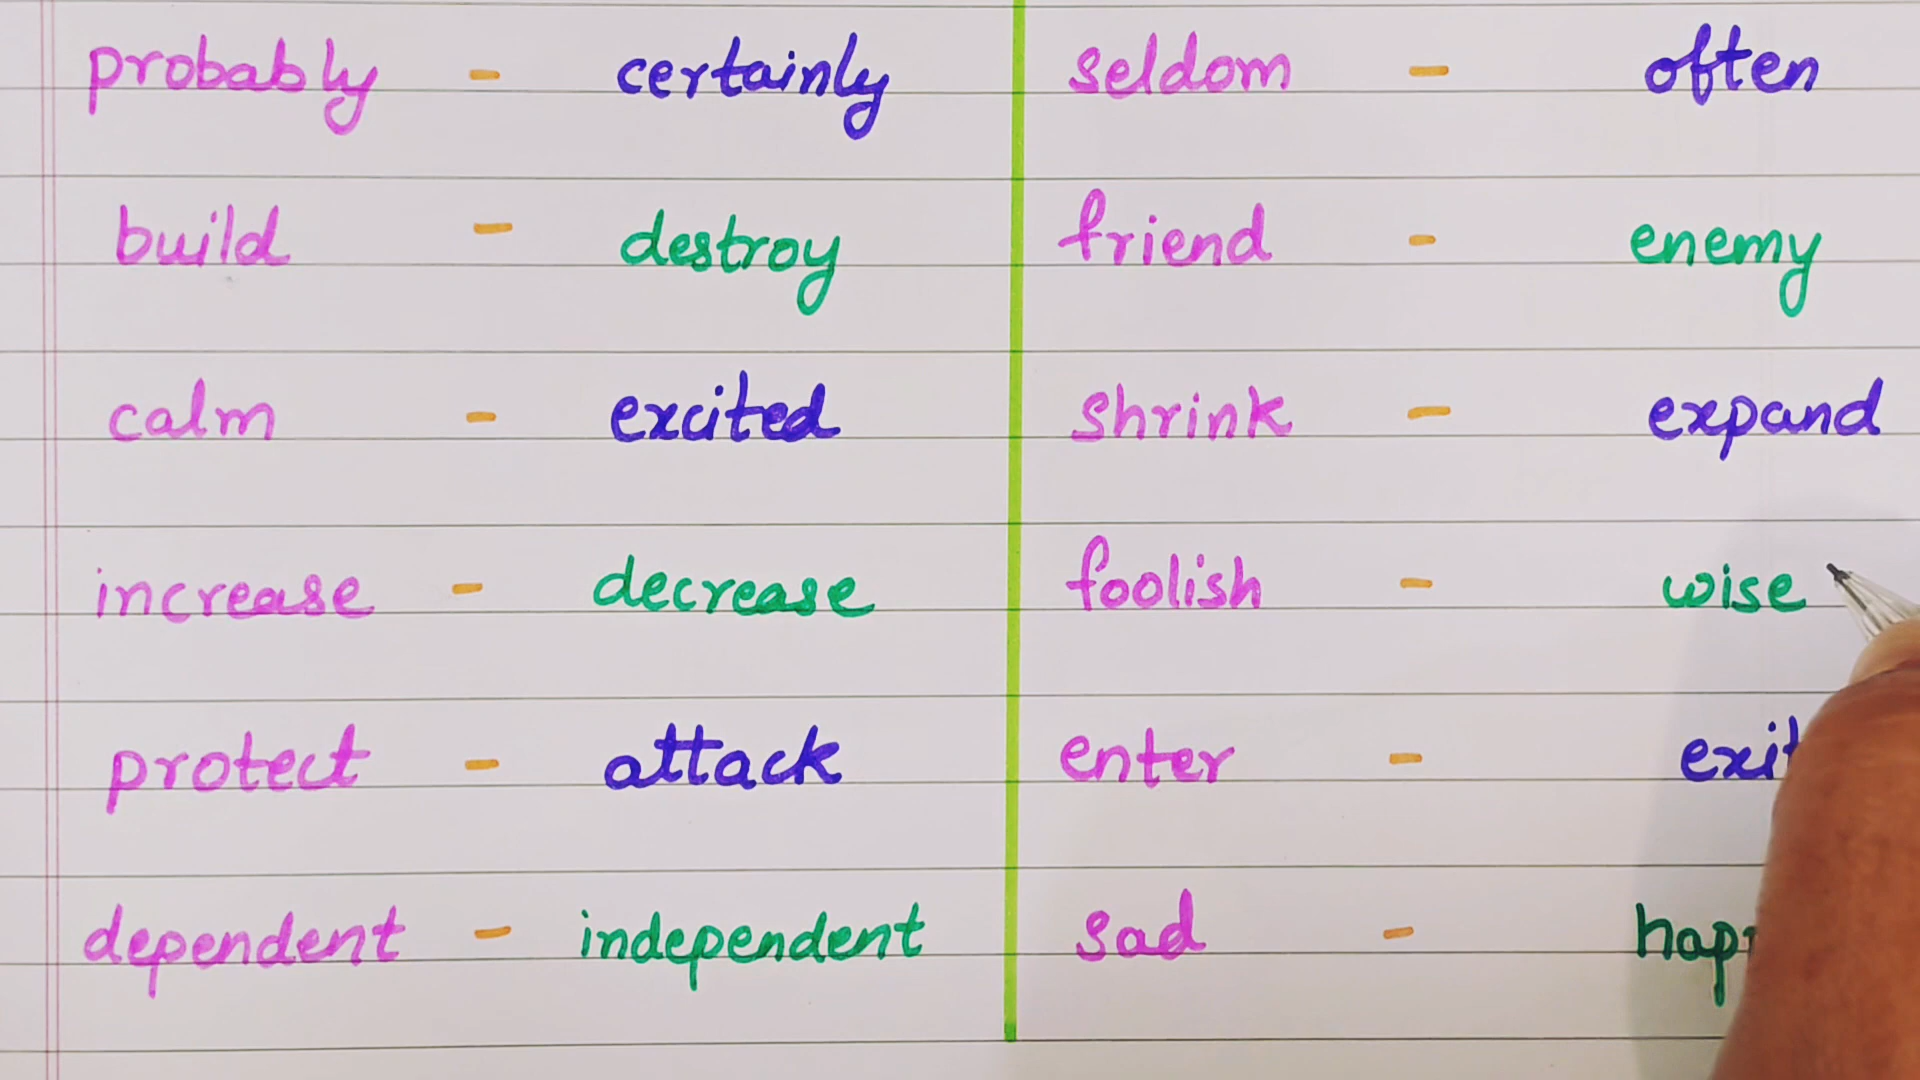 probably - certainly
build - destroy
calm - excited
increase - decrease
protect - attack
dependent - independent
seldom - often
friend - enemy
shrink - expand
foolish - wise
enter - exit
sad -